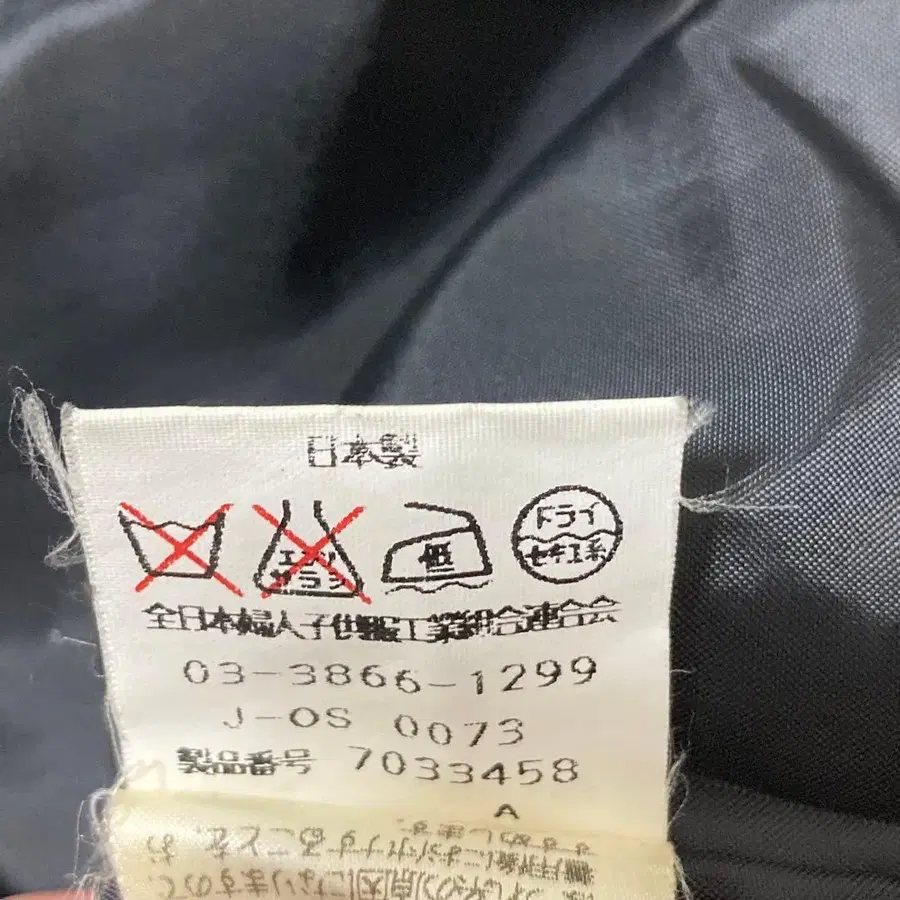 日本製
エンソ サラシ 低 ドライ セキユ系
全日本婦人子供服工業組合連合会
03-3866-1299
J-OS 0073
製品番号 7033458
A